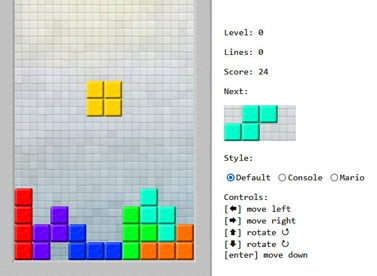 Level: 0
Lines: 0
Score: 24
Next:
Style:
Default Console Mario
Controls:
[🡄] move left
[🡆] move right
[🡅] rotate ↺
[🡇] rotate ↻
[enter] move down